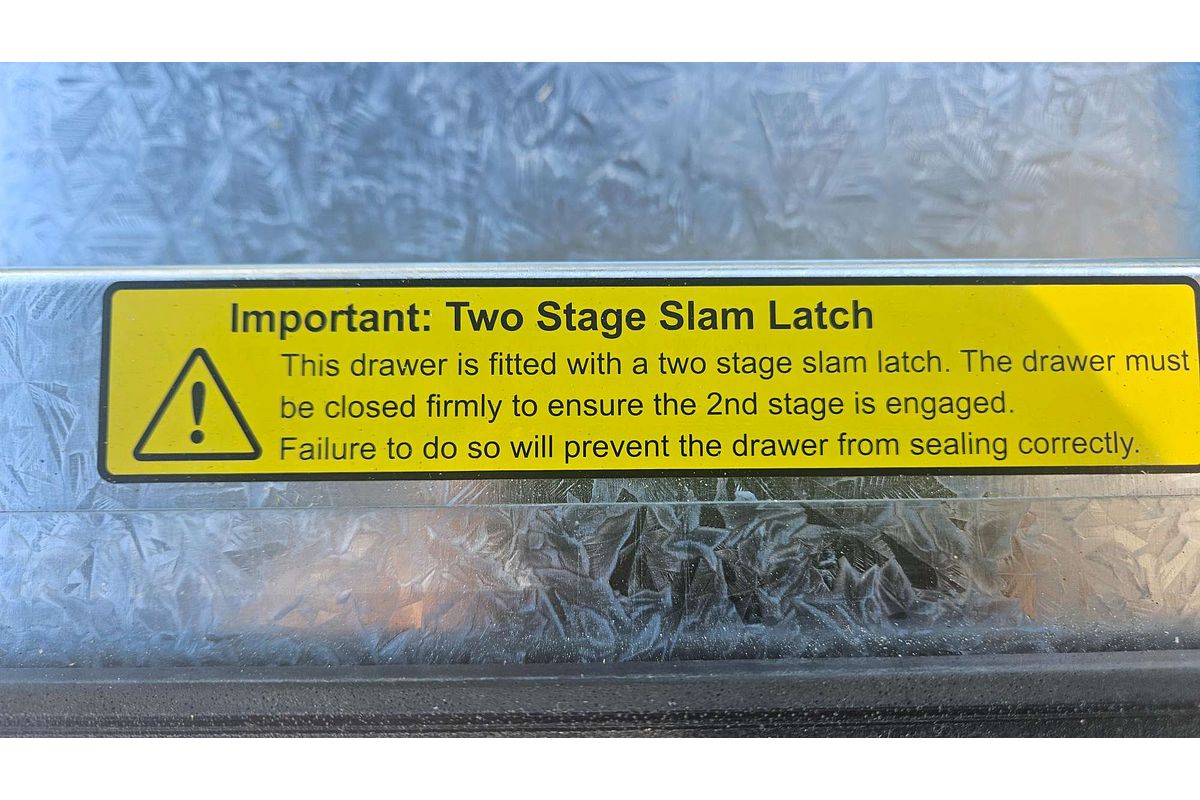 Important: Two Stage Slam Latch
This drawer is fitted with a two stage slam latch. The drawer must
be closed firmly to ensure the 2nd stage is engaged.
Failure to do so will prevent the drawer from sealing correctly.